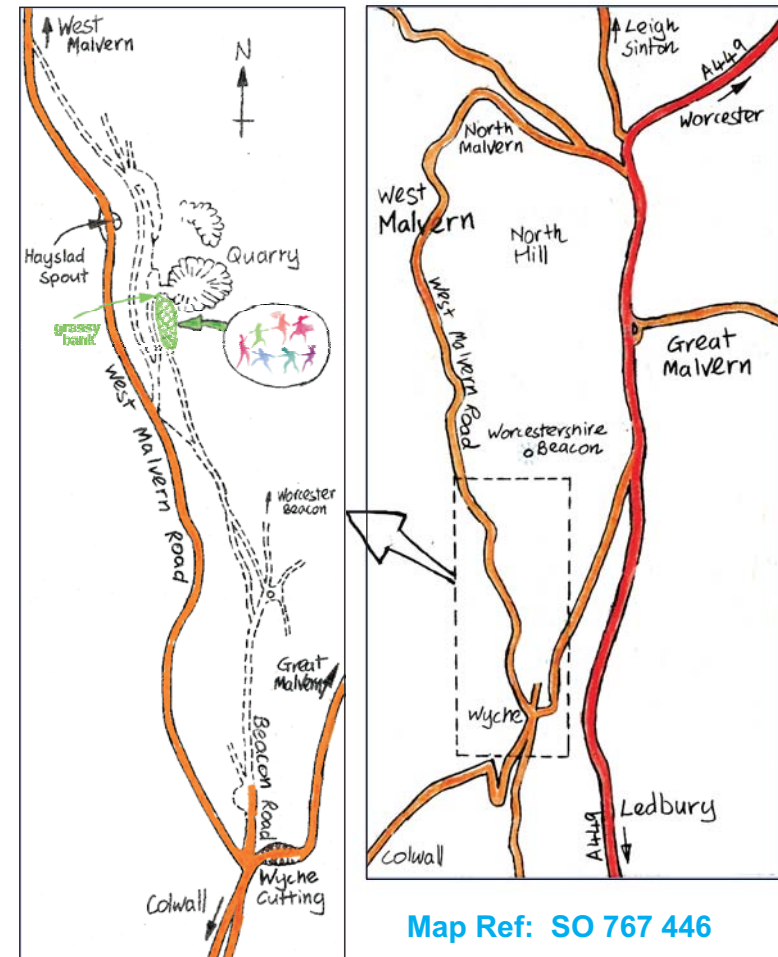 West
Malvern
N
Hayslad
Spout
Quarry
grassy
bank
West Malvern Road
Worcester
Beacon
Great
Malvern
Beacon Road
Wyche
Cutting
Colwall
Leigh
Sinton
A449
Worcester
North
Malvern
West
Malvern
North
Hill
West Malvern Road
Great
Malvern
Worcestershire
Beacon
Wyche
Colwall
A449
Ledbury
Map Ref: SO 767 446